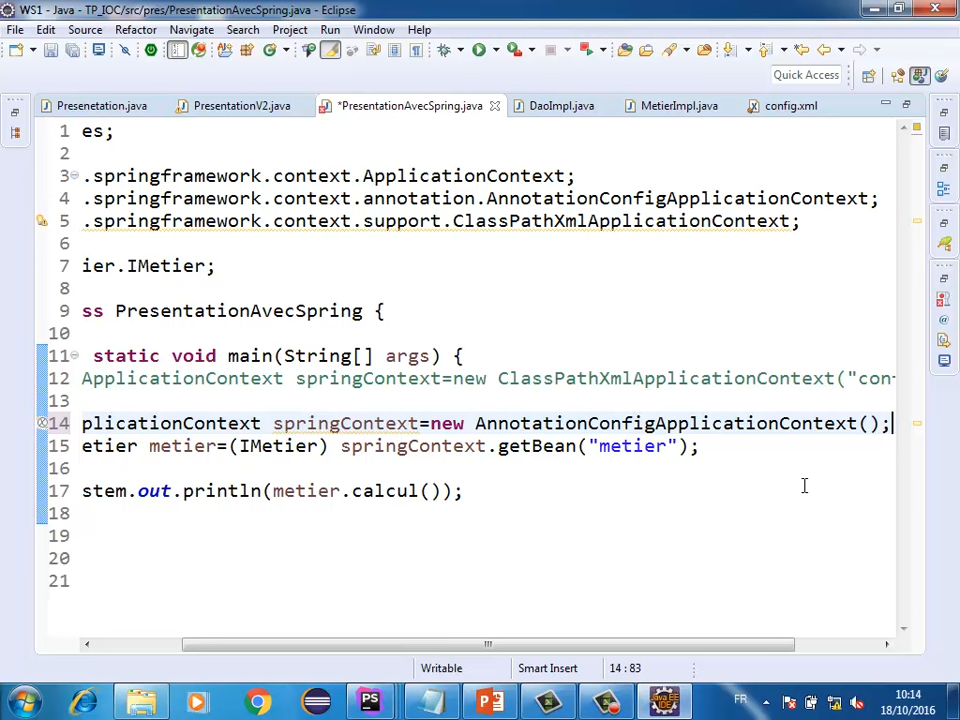 WS1 - Java - TP_IOC/src/pres/PresentationAvecSpring.java - Eclipse
File Edit Source Refactor Navigate Search Project Run Window Help
Quick Access
Presenetation.java PresentationV2.java *PresentationAvecSpring.java DaoImpl.java MetierImpl.java config.xml
1 es;
2
3 .springframework.context.ApplicationContext;
4 .springframework.context.annotation.AnnotationConfigApplicationContext;
5 .springframework.context.support.ClassPathXmlApplicationContext;
6
7 ier.IMetier;
8
9 ss PresentationAvecSpring {
10
11 static void main(String[] args) {
12 ApplicationContext springContext=new ClassPathXmlApplicationContext("con
13
14 plicationContext springContext=new AnnotationConfigApplicationContext();
15 etier metier=(IMetier) springContext.getBean("metier");
16
17 stem.out.println(metier.calcul());
18
19
20
21
Writable Smart Insert 14 : 83
FR 10:14
18/10/2016